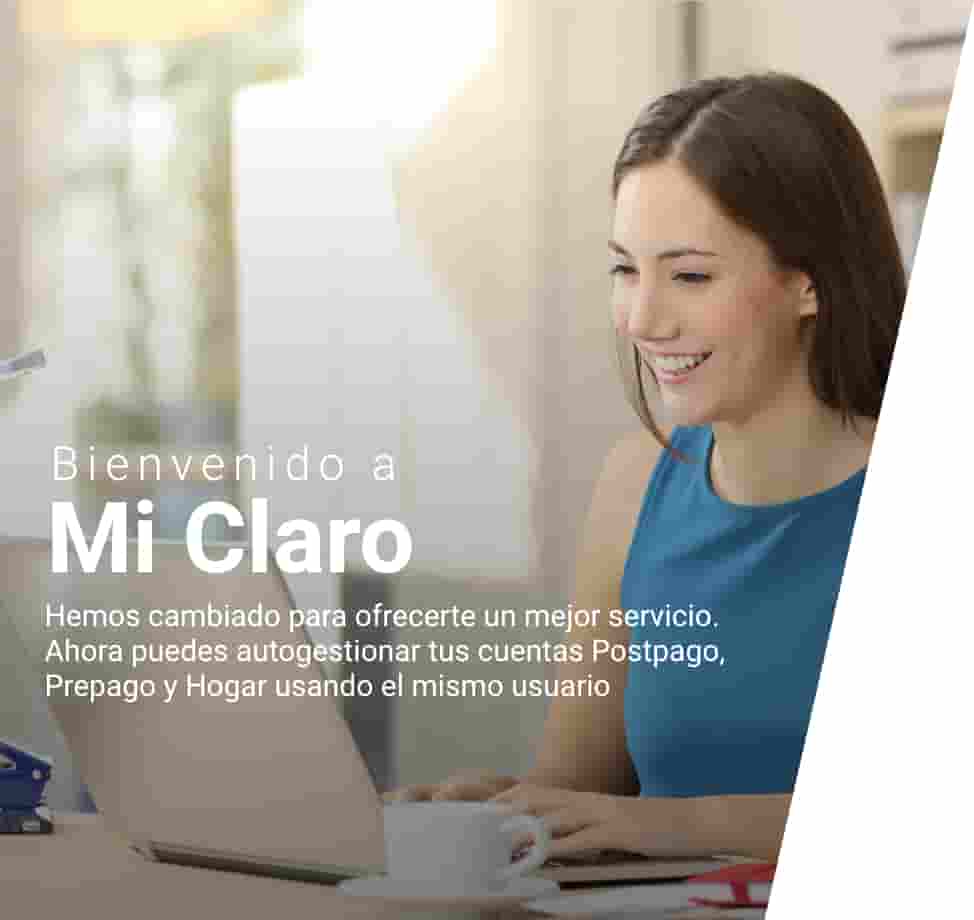 Bienvenido a
Mi Claro
Hemos cambiado para ofrecerte un mejor servicio.
Ahora puedes autogestionar tus cuentas Postpago,
Prepago y Hogar usando el mismo usuario